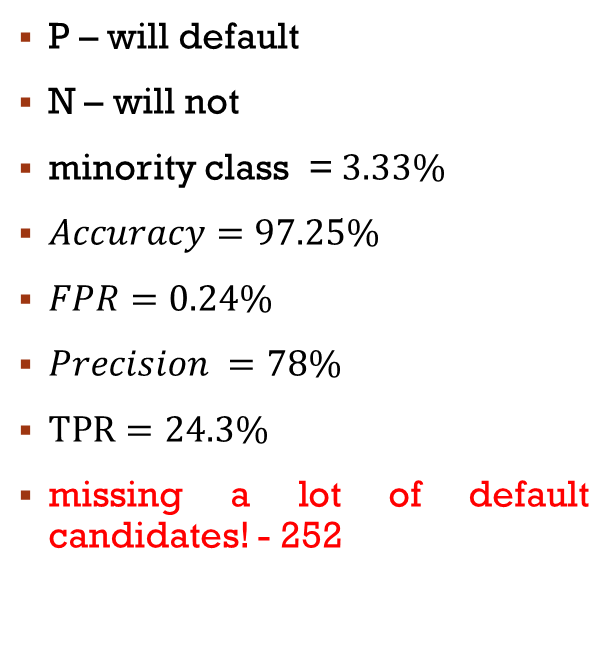 ▪ P – will default
▪ N – will not
▪ minority class = 3.33%
▪ Accuracy = 97.25%
▪ FPR = 0.24%
▪ Precision = 78%
▪ TPR = 24.3%
▪ missing a lot of default
candidates! - 252